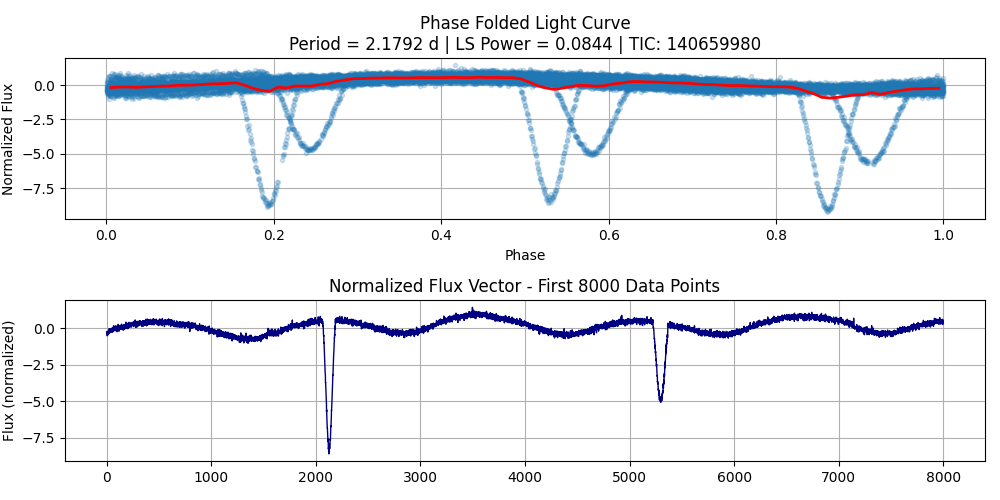 Phase Folded Light Curve
Period = 2.1792 d | LS Power = 0.0844 | TIC: 140659980
Normalized Flux
0.0
−2.5
−5.0
−7.5
0.0 0.2 0.4 0.6 0.8 1.0
Phase
Normalized Flux Vector - First 8000 Data Points
Flux (normalized)
0.0
−2.5
−5.0
−7.5
0 1000 2000 3000 4000 5000 6000 7000 8000